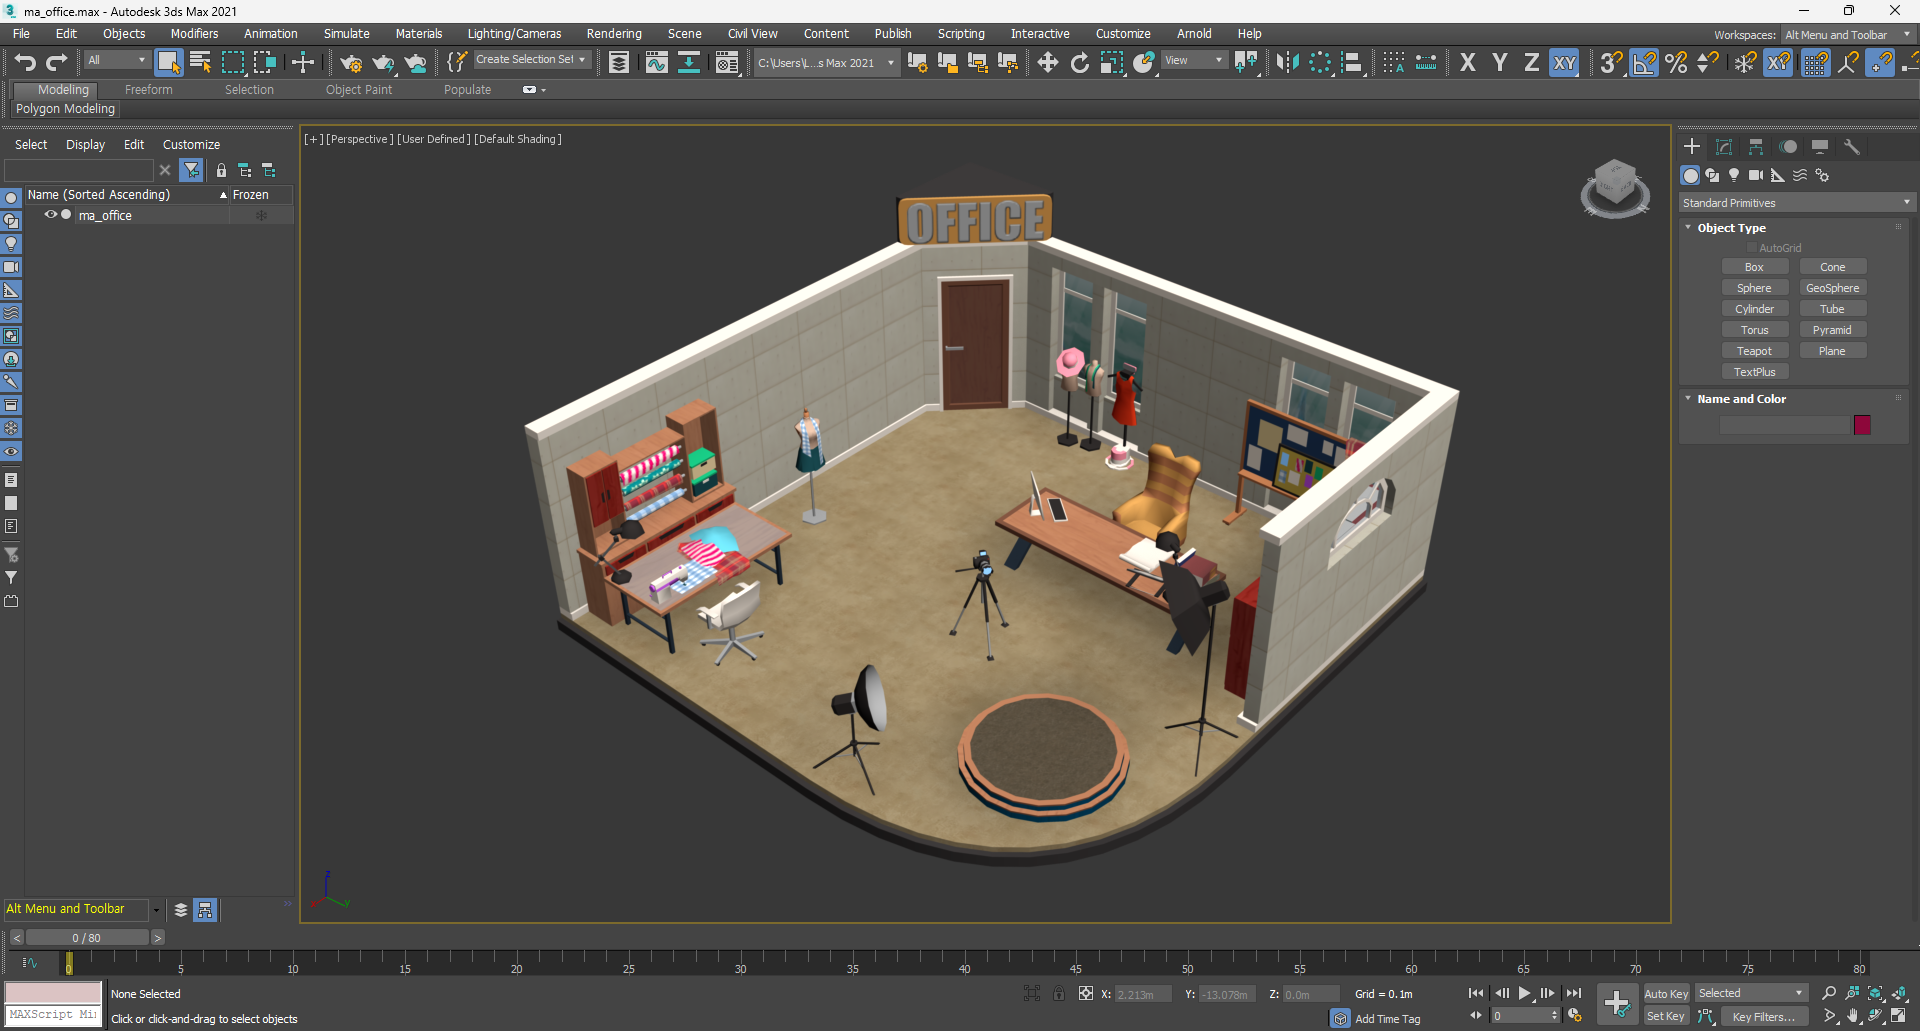 ma_office.max - Autodesk 3ds Max 2021
File Edit Objects Modifiers Animation Simulate Materials Lighting/Cameras Rendering Scene Civil View Content Publish Scripting Interactive Customize Arnold Help
Workspaces: Alt Menu and Toolbar
All
Create Selection Set
C:\Users\L...s Max 2021
View
X Y Z XY
3
XY
Modeling Freeform Selection Object Paint Populate
Polygon Modeling
Select Display Edit Customize
Name (Sorted Ascending) Frozen
ma_office
[+] [Perspective] [User Defined] [Default Shading]
OFFICE
Standard Primitives
Object Type
AutoGrid
Box Cone
Sphere GeoSphere
Cylinder Tube
Torus Pyramid
Teapot Plane
TextPlus
Name and Color
z
x
y
Alt Menu and Toolbar
< 0 / 80 >
0 5 10 15 20 25 30 35 40 45 50 55 60 65 70 75 80
None Selected
X: 2.213m Y: -13.078m Z: 0.0m Grid = 0.1m
Auto Key Selected
MAXScript Mi
Click or click-and-drag to select objects
Add Time Tag
0
Set Key Key Filters...